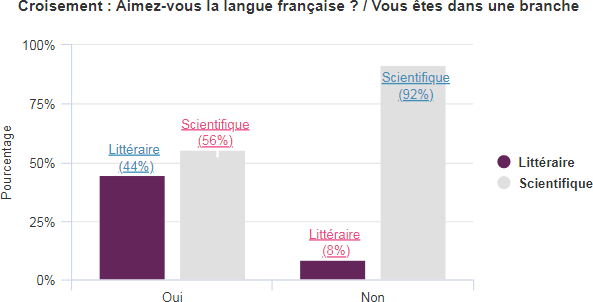 Croisement : Aimez-vous la langue française ? / Vous êtes dans une branche
100%
75%
50%
25%
0%
Pourcentage
Littéraire
(44%)
Scientifique
(56%)
Littéraire
(8%)
Scientifique
(92%)
Oui
Non
Littéraire
Scientifique